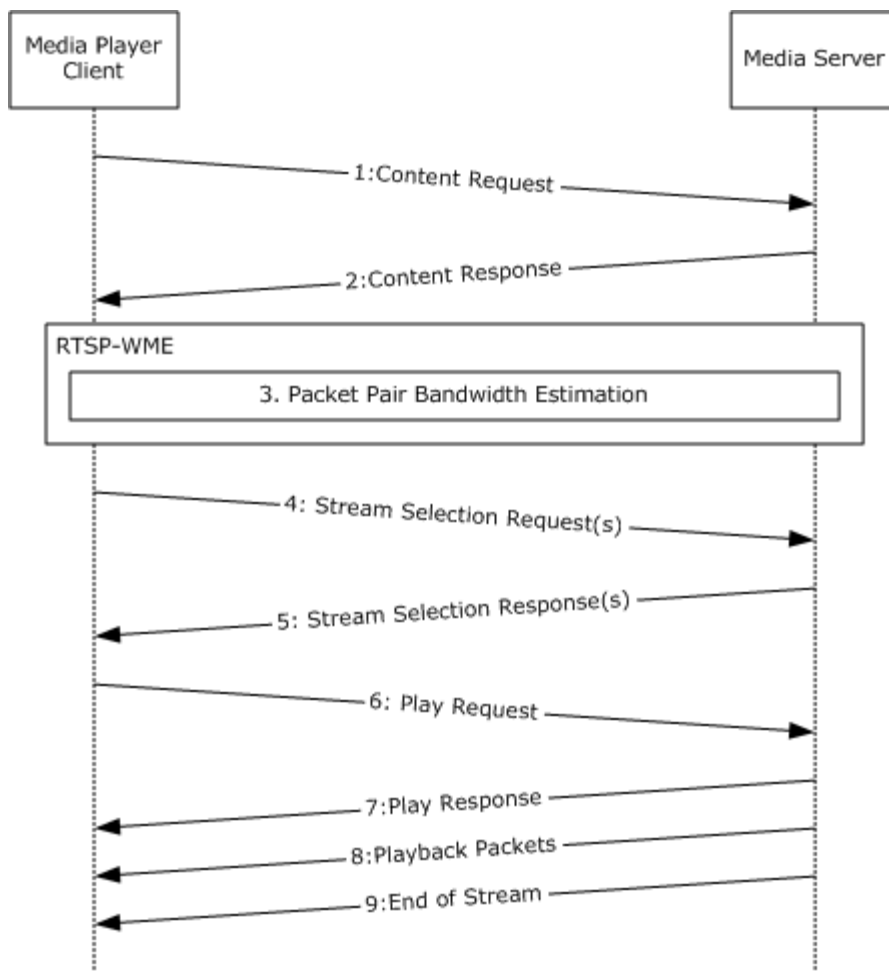 Media Player
Client
Media Server
1:Content Request
2:Content Response
RTSP-WME
3. Packet Pair Bandwidth Estimation
4: Stream Selection Request(s)
5: Stream Selection Response(s)
6: Play Request
7:Play Response
8:Playback Packets
9:End of Stream